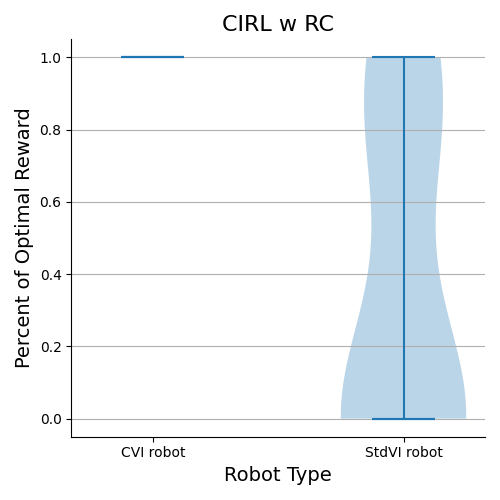 CIRL w RC
Percent of Optimal Reward
1.0
0.8
0.6
0.4
0.2
0.0
CVI robot
StdVI robot
Robot Type